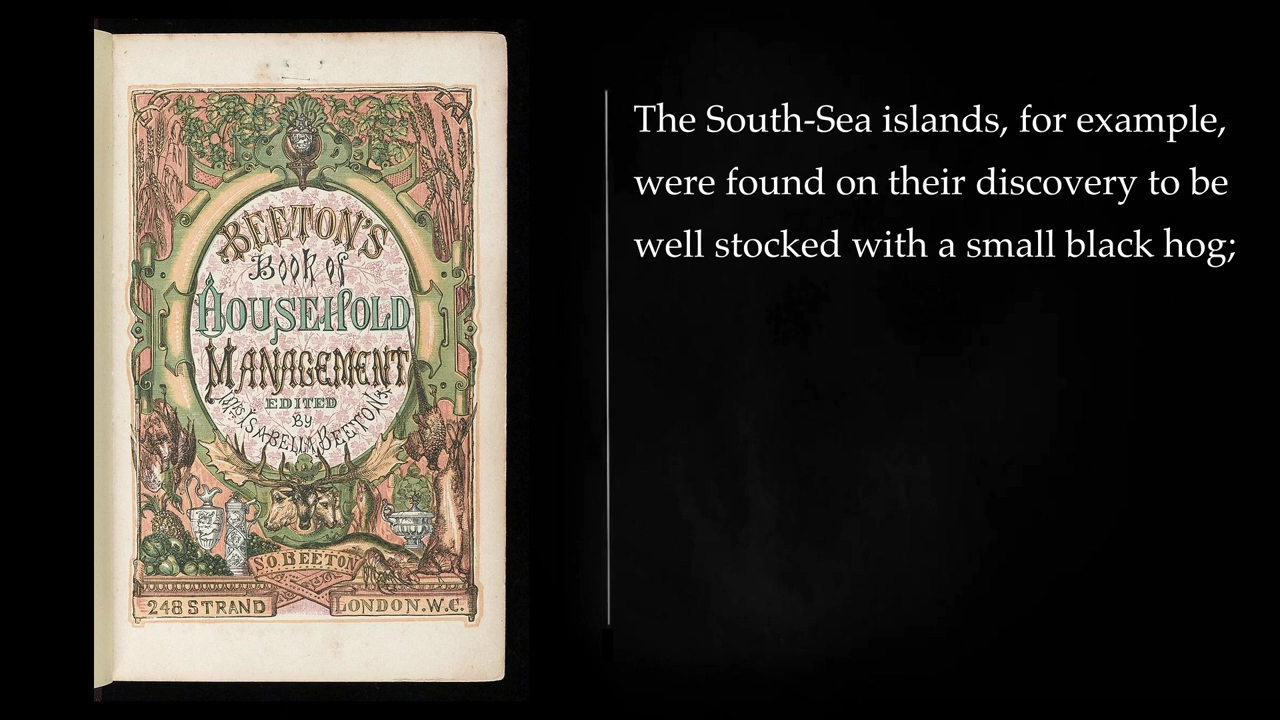 BEETON'S
Book of
HOUSEHOLD
MANAGEMENT
EDITED
BY
MRS ISABELLA BEETON
S.O. BEETON
248 STRAND
LONDON.W.C.
The South-Sea islands, for example,
were found on their discovery to be
well stocked with a small black hog;